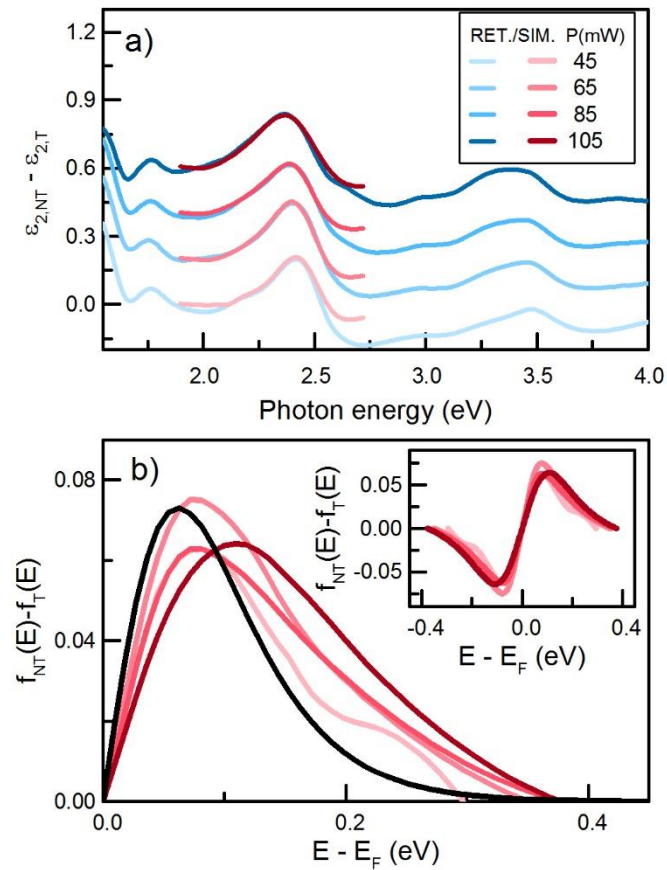 a)
RET./SIM. P(mW)
45
65
85
105
1.2
0.9
0.6
0.3
0.0
ε2,NT - ε2,T
2.0 2.5 3.0 3.5 4.0
Photon energy (eV)
b)
0.08
0.04
0.00
fNT(E)-fT(E)
0.0 0.2 0.4
E - EF (eV)
fNT(E)-fT(E)
0.05
0.00
-0.05
-0.4 0.0 0.4
E - EF (eV)